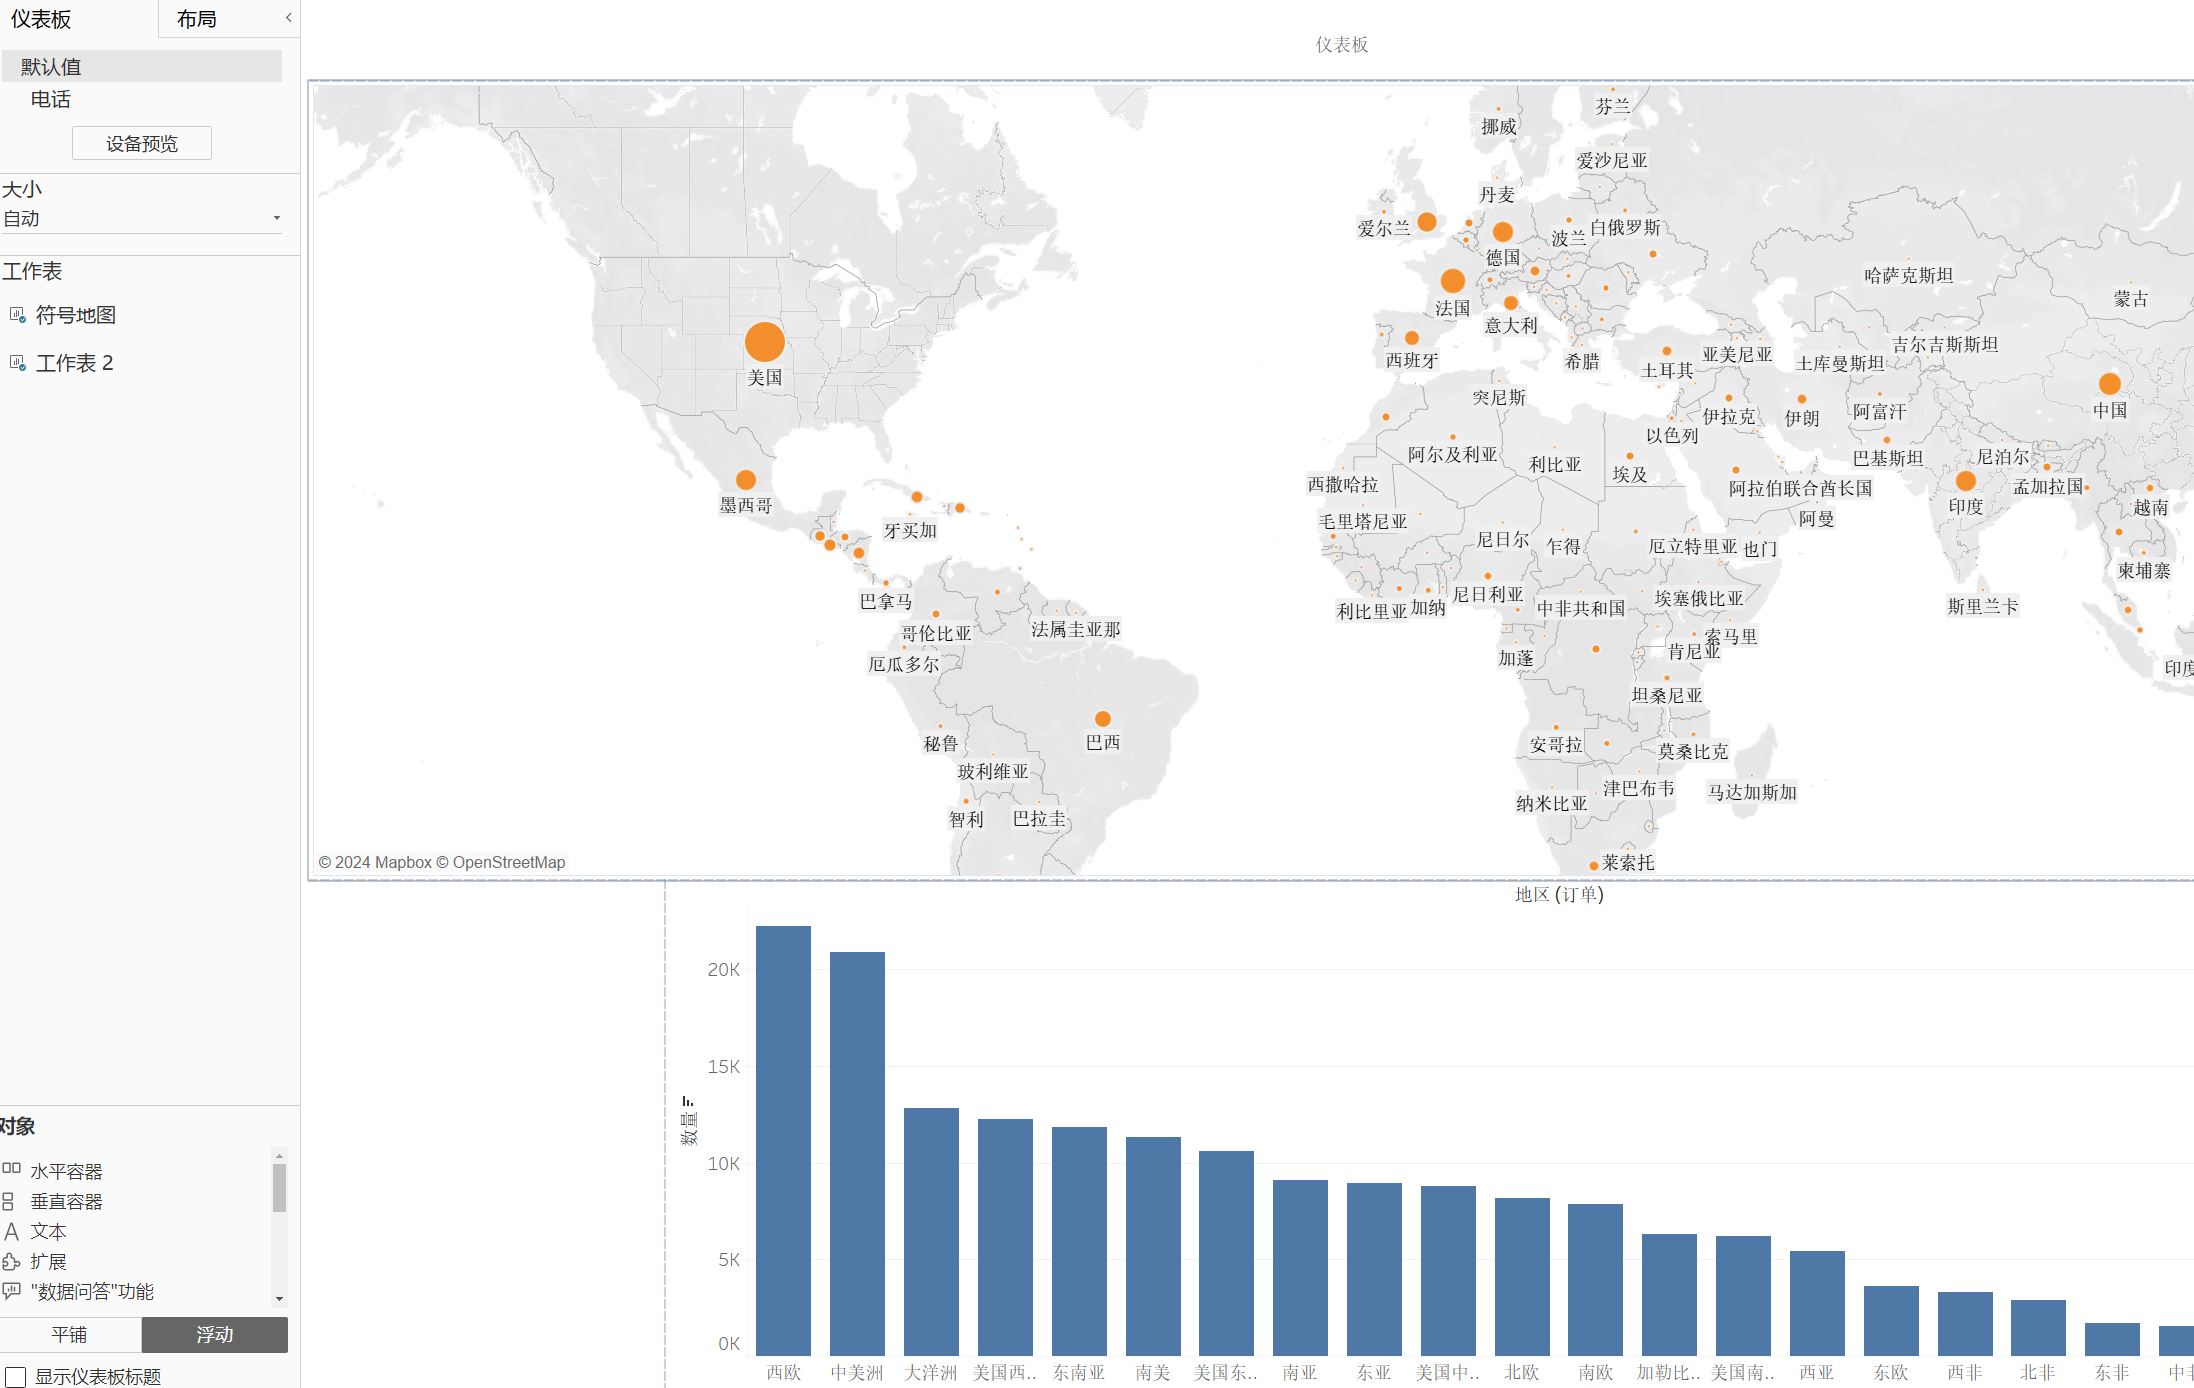 仪表板
布局
默认值
电话
设备预览
大小
自动
工作表
符号地图
工作表 2
对象
水平容器
垂直容器
文本
扩展
"数据问答"功能
平铺
浮动
显示仪表板标题
仪表板
芬兰
挪威
爱沙尼亚
丹麦
爱尔兰
波兰
白俄罗斯
德国
哈萨克斯坦
法国
蒙古
意大利
吉尔吉斯斯坦
西班牙
希腊
土耳其
亚美尼亚
土库曼斯坦
美国
突尼斯
伊拉克
伊朗
阿富汗
中国
以色列
阿尔及利亚
利比亚
埃及
巴基斯坦
尼泊尔
西撒哈拉
阿拉伯联合酋长国
孟加拉国
墨西哥
印度
越南
毛里塔尼亚
阿曼
牙买加
尼日尔
乍得
厄立特里亚
也门
柬埔寨
巴拿马
利比里亚
加纳
尼日利亚
中非共和国
埃塞俄比亚
斯里兰卡
哥伦比亚
法属圭亚那
索马里
厄瓜多尔
加蓬
肯尼亚
印度
坦桑尼亚
秘鲁
巴西
安哥拉
莫桑比克
玻利维亚
津巴布韦
马达加斯加
纳米比亚
智利
巴拉圭
莱索托
© 2024 Mapbox © OpenStreetMap
地区 (订单)
数量
20K
15K
10K
5K
0K
西欧
中美洲
大洋洲
美国西..
东南亚
南美
美国东..
南亚
东亚
美国中..
北欧
南欧
加勒比..
美国南..
西亚
东欧
西非
北非
东非
中非